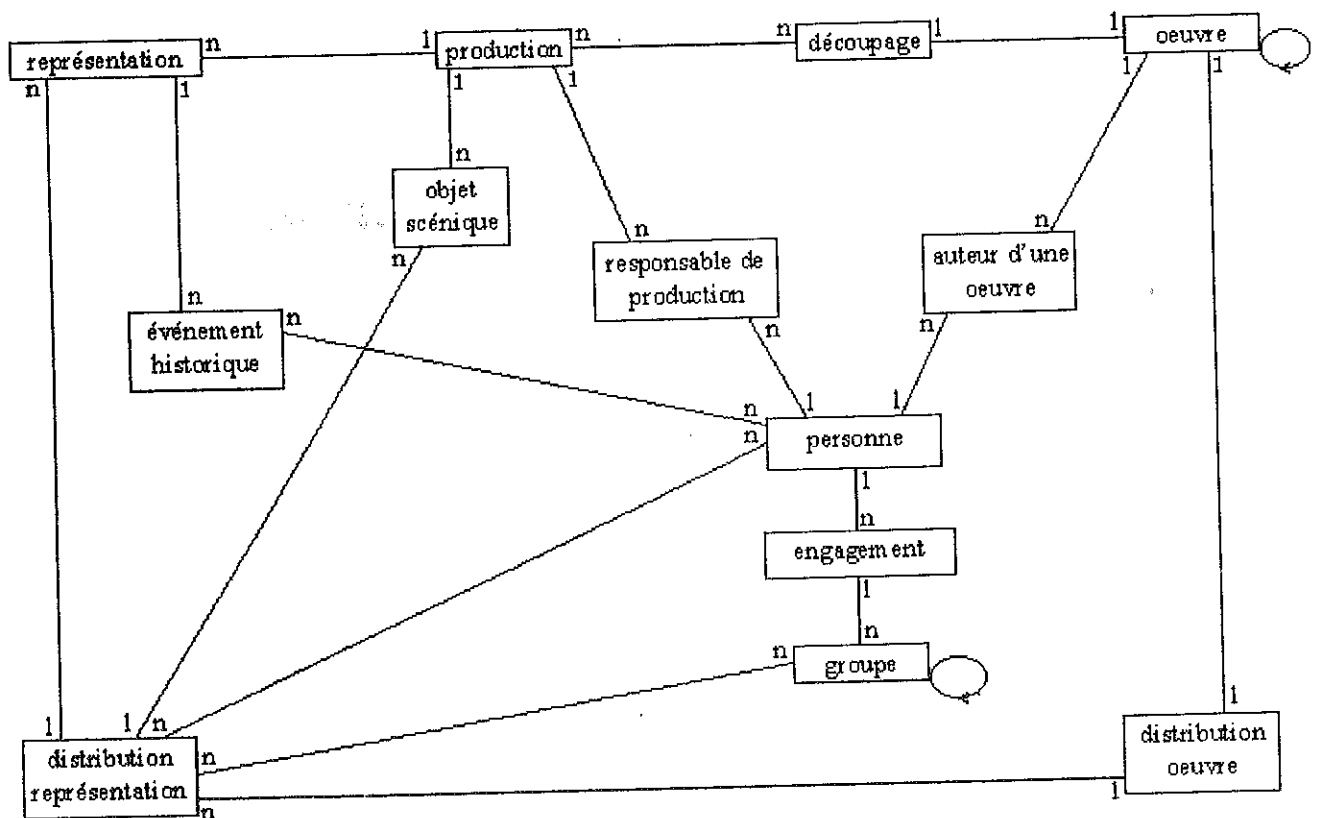 n 1 production n n découpage 1 1 oeuvre
représentation
n 1 1 1 1 1
n n
objet
scénique
n
n n
responsable de
production
auteur d'une
oeuvre
n n
n n
événement
historique
n 1 1
n
n personne
1
n
engagement
1
n n
groupe
1 1 n 1
distribution
représentation
n
n
distribution
oeuvre
1